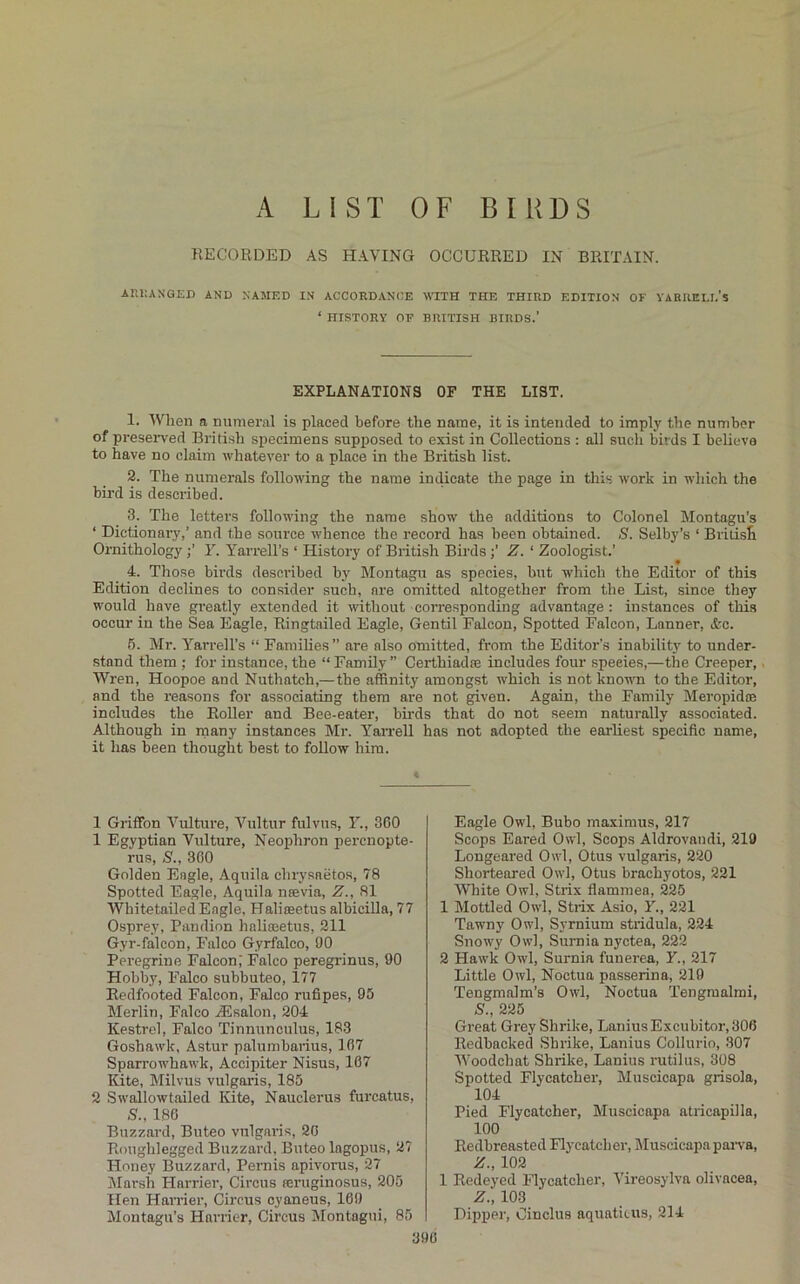 A LIST OF BIRDS
RECORDED AS HAVING OCCURRED IN BRITAIN.
ARRANGED AND NAMED IN ACCORDANCE WITH THE THIRD EDITION OF YARRELL'S
‘ HISTORY OF BRITISH BIRDS.’
EXPLANATIONS OF THE LIST.
1. When a numeral is placed before the name, it is intended to imply the number
of preserved British specimens supposed to exist in Collections : all such birds I believe
to have no claim whatever to a place in the British list.
2. The numerals following the name indicate the page in this work in which the
bird is described.
3. The letters following the name show the additions to Colonel Montagu's
‘ Dictionary,’ and the source whence the record has been obtained. S. Selby's ‘ British
Ornithology ;’ Y. Yarrell's ‘ History of British Birds ;’ Z. ‘ Zoologist.’
4. Those birds described by Montagu as species, but which the Editor of this
Edition declines to consider such, are omitted altogether from the List, since they
would have greatly extended it without corresponding advantage : instances of this
occur in the Sea Eagle, Ringtailed Eagle, Gentil Falcon, Spotted Falcon, Lanner, &c.
5. Mr. Yarrell's “ Families ” are also omitted, from the Editor's inability to under-
stand them ; for instance, the “ Family ” Certhiadæ includes four species,—the Creeper,
Wren, Hoopoe and Nuthatch,—the affinity amongst which is not known to the Editor,
and the reasons for associating them are not given. Again, the Family Meropidæ
includes the Roller and Bee-eater, birds that do not seem naturally associated.
Although in many instances Mr. Yarrell has not adopted the earliest specific name,
it has been thought best to follow him.
1 Griffon Vulture, Vultur fulvus, Y., 360
1 Egyptian Vulture, Neophron percnopte-
rus, S., 360
Golden Eagle, Aquila chrysaëtos, 78
Spotted Eagle, Aquila nævia, Z., 81
Whitetailed Eagle, Haliæetus albicilla, 77
Osprey, Pandion haliæetus, 211
Gyr-falcon, Falco Gyrfalco, 90
Peregrine Falcon, Falco peregrinus, 90
Hobby, Falco subbuteo, 177
Redfooted Falcon, Falco rufipes, 95
Merlin, Falco Æsalon, 204
Kestrel, Falco Tinnunculus, 183
Goshawk, Astur palumbarius, 167
Sparrowhawk, Accipiter Nisus, 167
Kite, Milvus vulgaris, 185
2 Swallowtailed Kite, Nauclerus furcatus,
S., 186
Buzzard, Buteo vulgaris, 26
Roughlegged Buzzard, Buteo lagopus, 27
Honey Buzzard, Pernis apivorus, 27
Marsh Harrier, Circus æruginosus, 205
Hen Harrier, Circus cyaneus, 169
Montagu's Harrier, Circus Montagui, 85
Eagle Owl, Bubo maximus, 217
Scops Eared Owl, Scops Aldrovandi, 219
Longeared Owl, Otus vulgaris, 220
Shorteared Owl, Otus brachyotos, 221
White Owl, Strix flammea, 225
1 Mottled Owl, Strix Asio, Y., 221
Tawny Owl, Syrnium stridula, 224
Snowy Owl, Surnia nyctea, 222
2 Hawk Owl, Surnia funerea, Y., 217
Little Owl, Noctua passerina, 219
Tengmalm's Owl, Noctua Tengmalmi,
S., 225
Great Grey Shrike, Lanius Excubitor, 306
Redbacked Shrike, Lanius Collurio, 307
Woodchat Shrike, Lanius rutilus, 308
Spotted Flycatcher, Muscicapa grisola,
104
Pied Flycatcher, Muscicapa atricapilla,
100
Redbreasted Flycatcher, Muscicapa parva,
Z., 102
1 Redeyed Flycatcher, Vireosylva olivacea,
Z., 103
Dipper, Cinclus aquaticus, 214
396